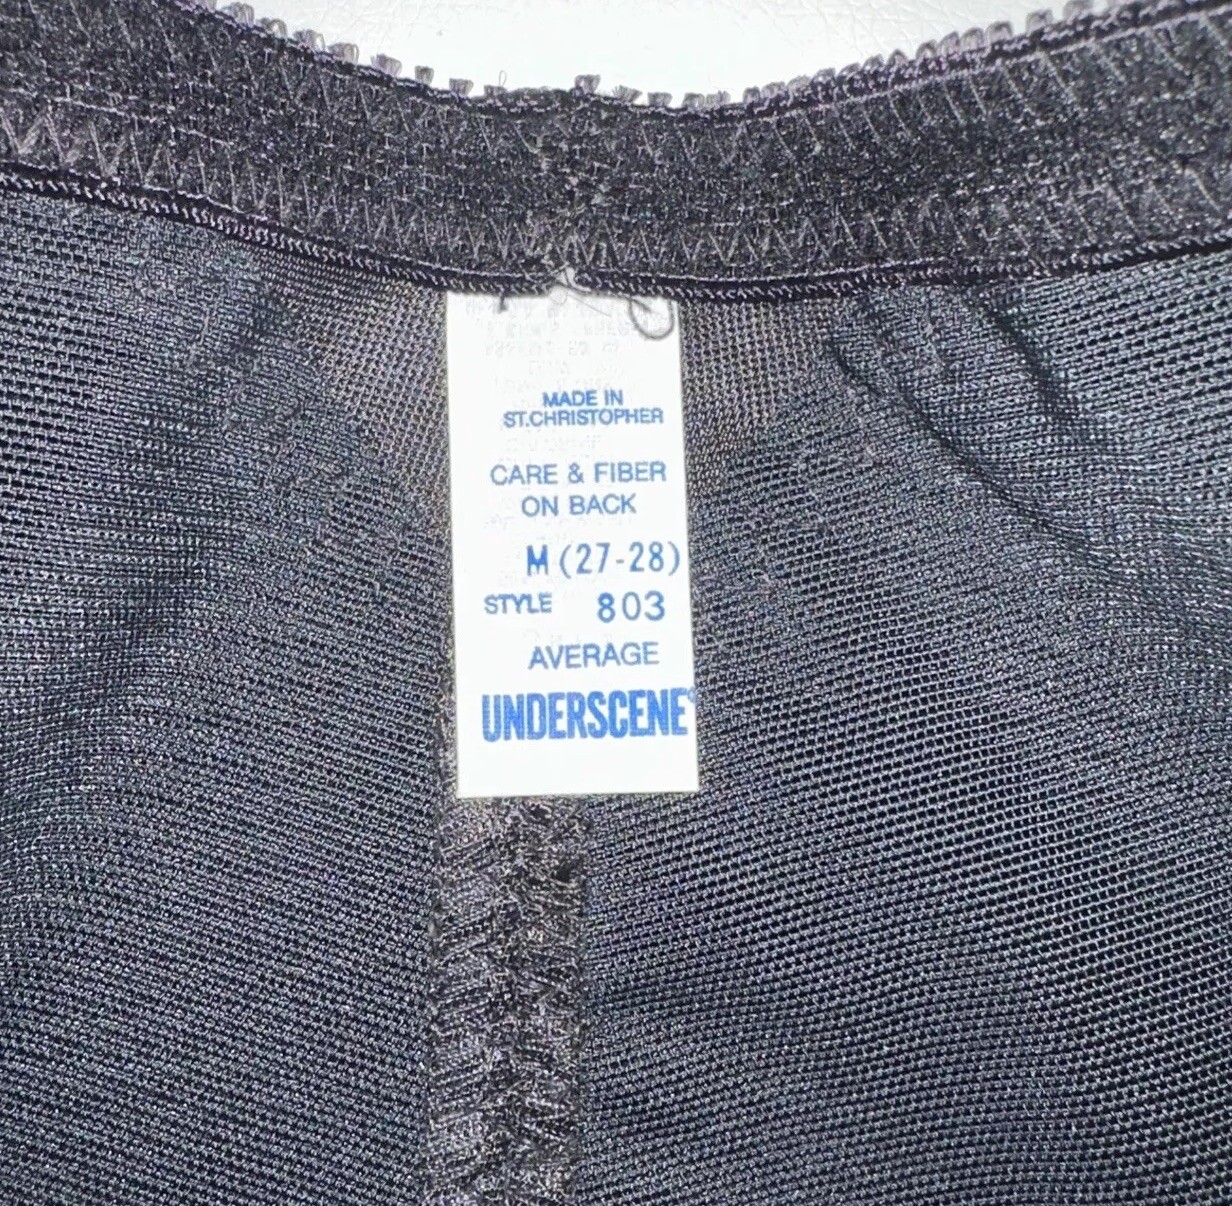 MADE IN
ST.CHRISTOPHER
CARE & FIBER
ON BACK
M (27-28)
STYLE 803
AVERAGE
UNDERSCENE®